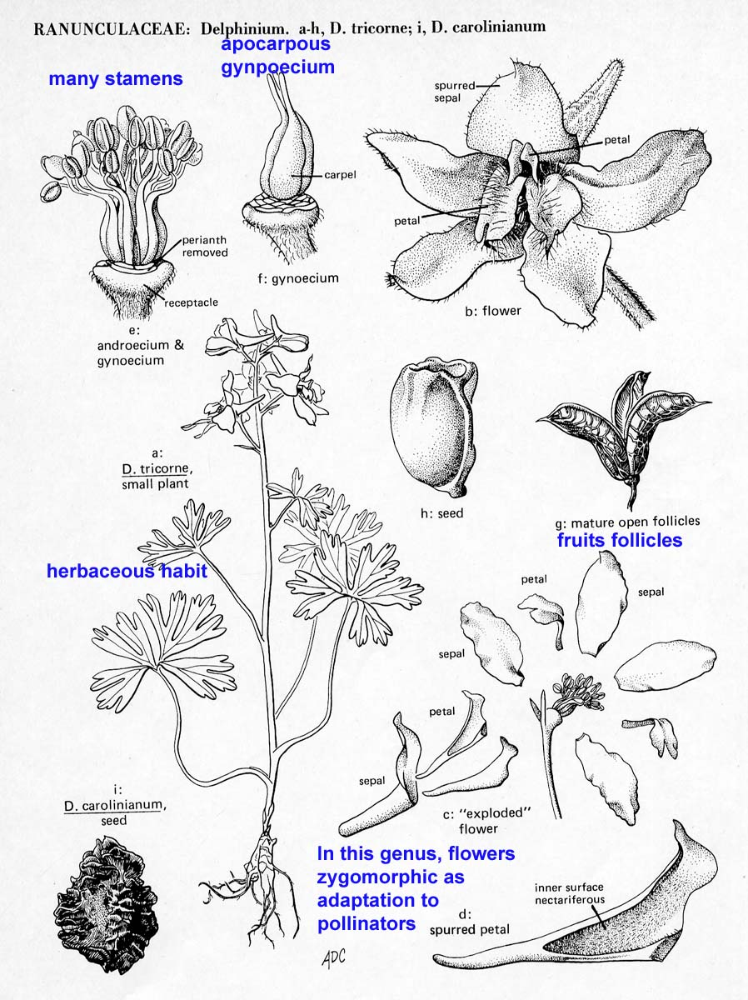 RANUNCULACEAE: Delphinium. a-h, D. tricorne; i, D. carolinianum
apocarpous
gynpoecium
many stamens
spurred
sepal
petal
carpel
petal
perianth
removed
f: gynoecium
receptacle
b: flower
e:
androecium &
gynoecium
a:
D. tricorne,
small plant
h: seed
g: mature open follicles
fruits follicles
herbaceous habit
petal
sepal
sepal
petal
sepal
i:
D. carolinianum,
seed
c: "exploded"
flower
In this genus, flowers
zygomorphic as
adaptation to
pollinators
inner surface
nectariferous
d:
spurred petal
ADC